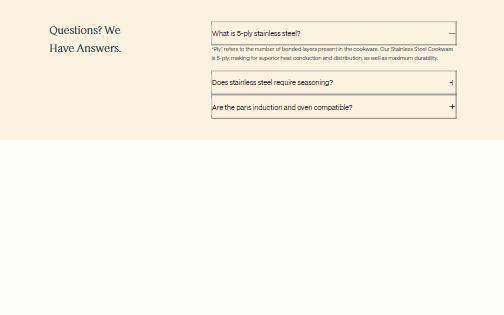 Questions? We
Have Answers.
What is 5-ply stainless steel?
"Ply" refers to the number of bonded layers present in the cookware. Our Stainless Steel Cookware
is 5-ply, making for superior heat conduction and distribution, as well as maximum durability.
Does stainless steel require seasoning?
Are the pans induction and oven compatible?